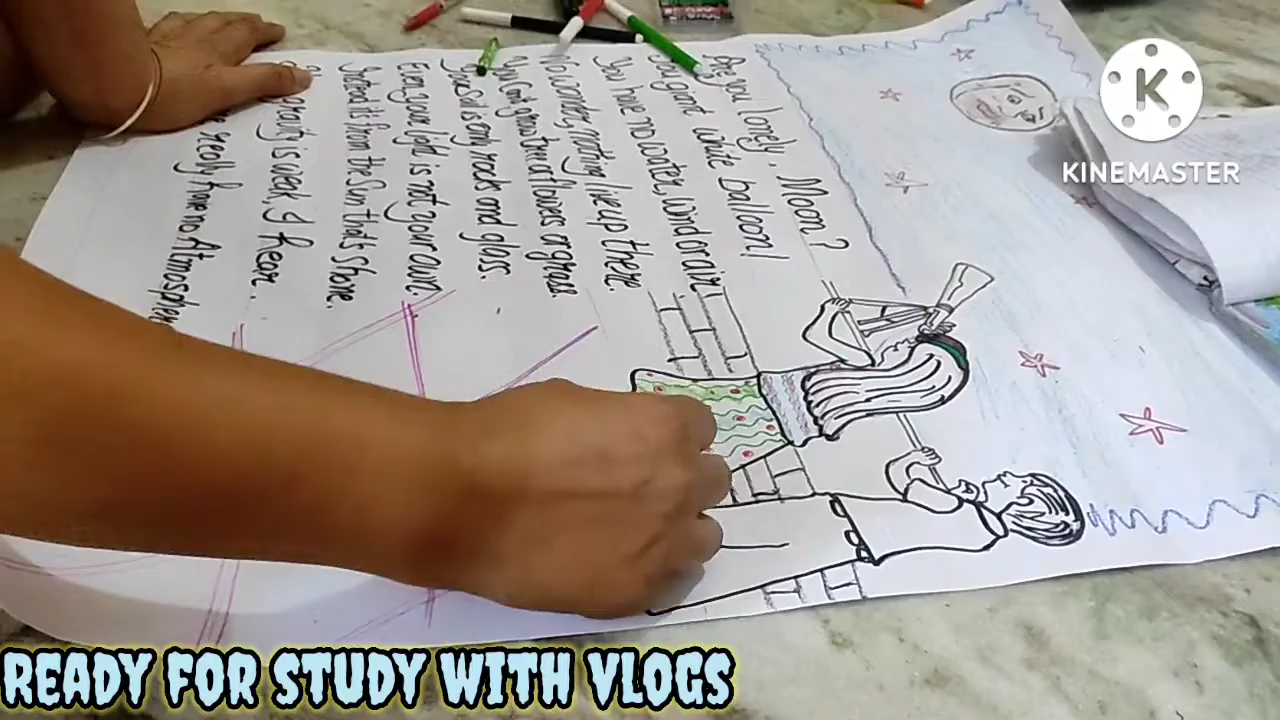 Are you lonely, Moon?
You giant white balloon!
You have no water, wind or air
No wonder, nothing live up there.
You Can't grow tree or flowers or grass.
Your Soil is only rocks and glass.
Even your light is not your own.
Instead it's from the Sun that's shone.
gravity is weak, I hear.
really have no Atmosphere
K
KINEMASTER
READY FOR STUDY WITH VLOGS